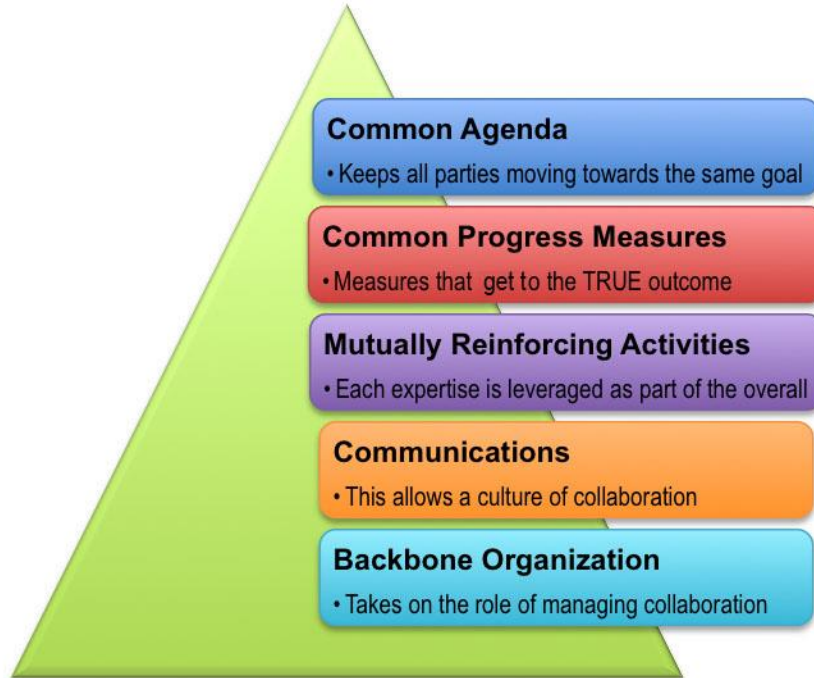 Common Agenda
• Keeps all parties moving towards the same goal
Common Progress Measures
• Measures that get to the TRUE outcome
Mutually Reinforcing Activities
• Each expertise is leveraged as part of the overall
Communications
• This allows a culture of collaboration
Backbone Organization
• Takes on the role of managing collaboration